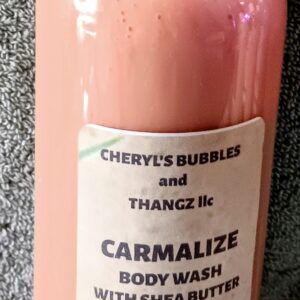 CHERYL'S BUBBLES
and
THANGZ llc
CARMALIZE
BODY WASH
WITH SHEA BUTTER